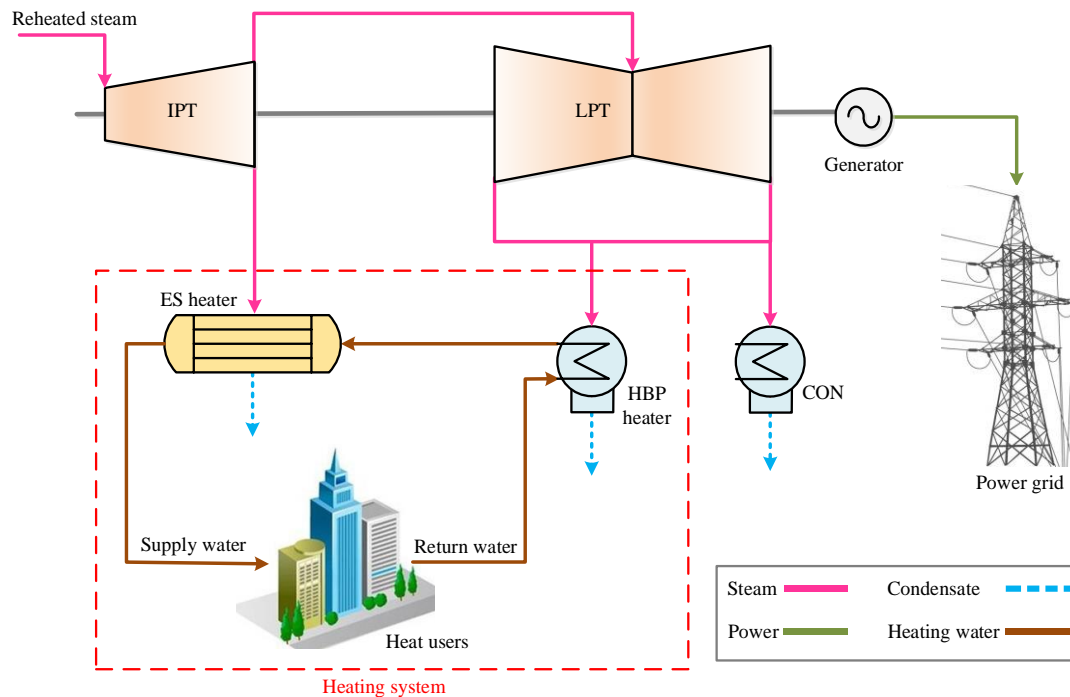 Reheated steam
IPT
LPT
Generator
ES heater
HBP
heater
CON
Power grid
Supply water
Return water
Heat users
Steam
Condensate
Power
Heating water
Heating system